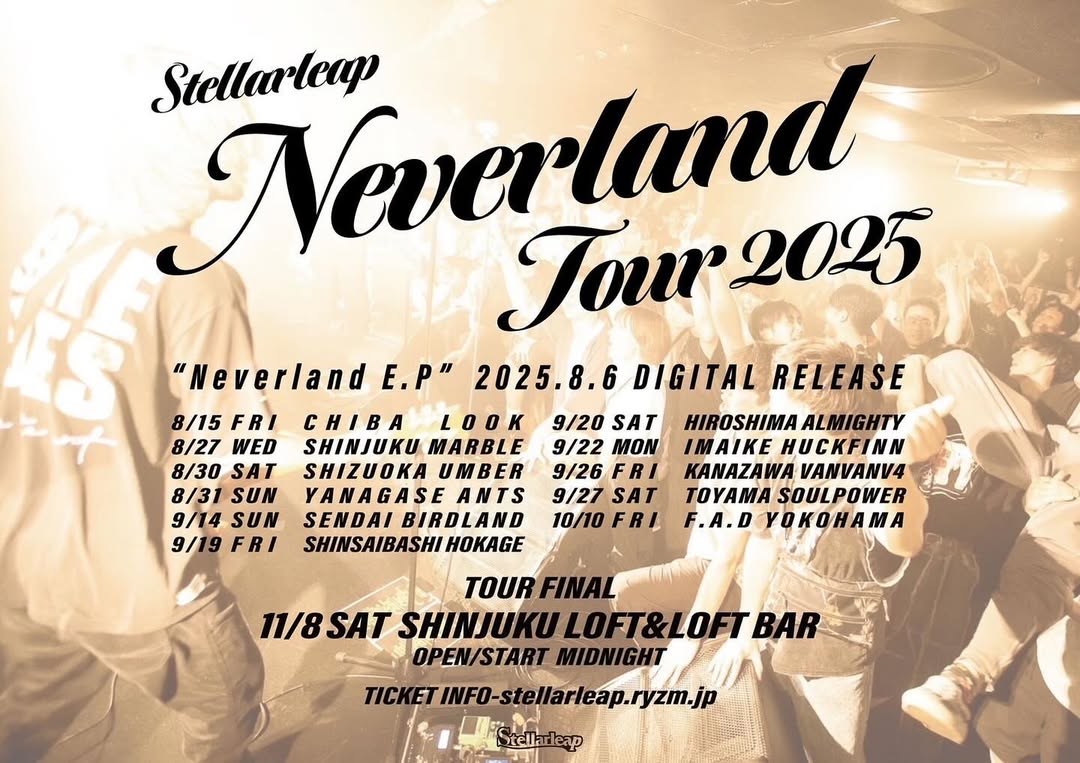 Stellarleap
Neverland
Tour 2025
"Neverland E.P" 2025.8.6 DIGITAL RELEASE
8/15 FRI CHIBA LOOK
8/27 WED SHINJUKU MARBLE
8/30 SAT SHIZUOKA UMBER
8/31 SUN YANAGASE ANTS
9/14 SUN SENDAI BIRDLAND
9/19 FRI SHINSAIBASHI HOKAGE
9/20 SAT HIROSHIMA ALMIGHTY
9/22 MON IMAIKE HUCKFINN
9/26 FRI KANAZAWA VANVANV4
9/27 SAT TOYAMA SOULPOWER
10/10 FRI F.A.D YOKOHAMA
TOUR FINAL
11/8 SAT SHINJUKU LOFT&LOFT BAR
OPEN/START MIDNIGHT
TICKET INFO-stellarleap.ryzm.jp
Stellarleap